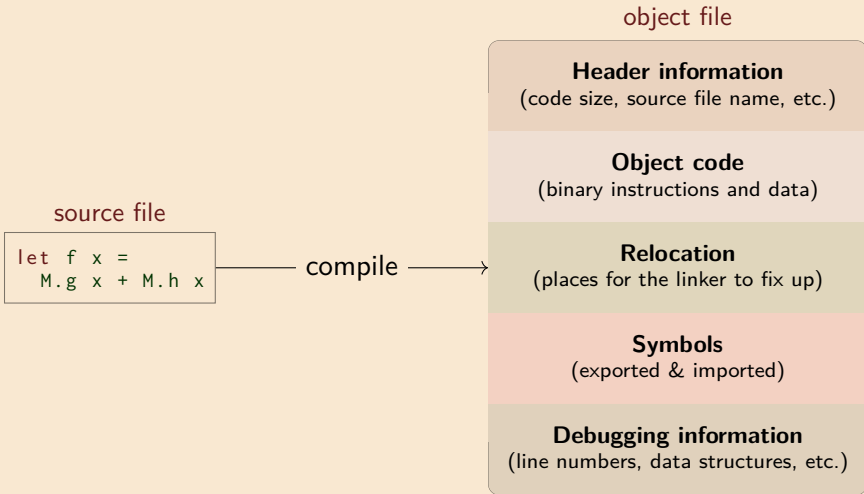 object file
Header information
(code size, source file name, etc.)
Object code
(binary instructions and data)
source file
let f x =
  M.g x + M.h x
compile
Relocation
(places for the linker to fix up)
Symbols
(exported & imported)
Debugging information
(line numbers, data structures, etc.)